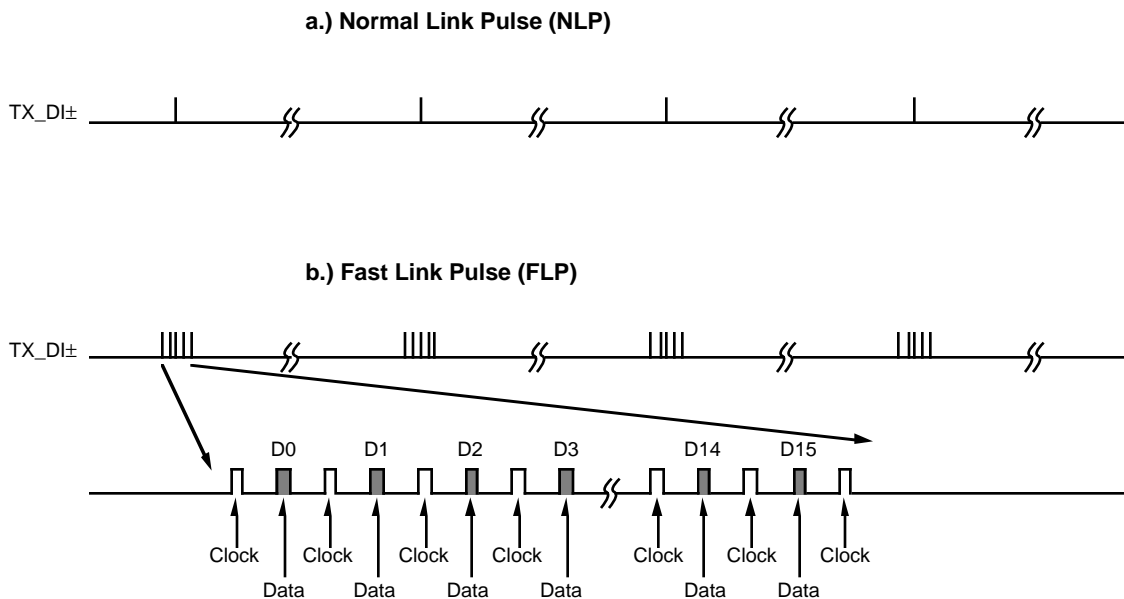 a.) Normal Link Pulse (NLP)
TX_DI±
b.) Fast Link Pulse (FLP)
TX_DI±
D0 D1 D2 D3 D14 D15
Clock Clock Clock Clock Clock Clock Clock
Data Data Data Data Data Data